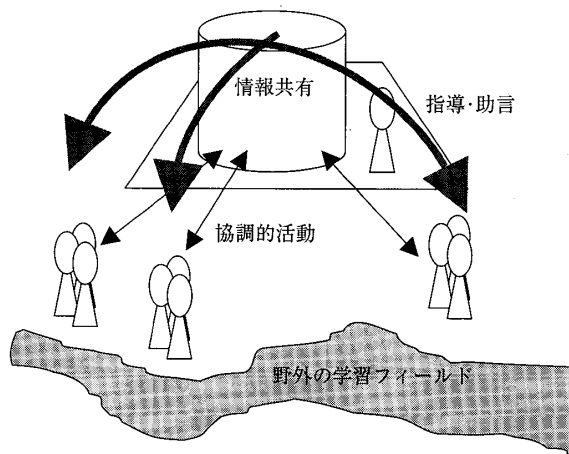 情報共有
指導·助言
協調的活動
野外の学習フィールド